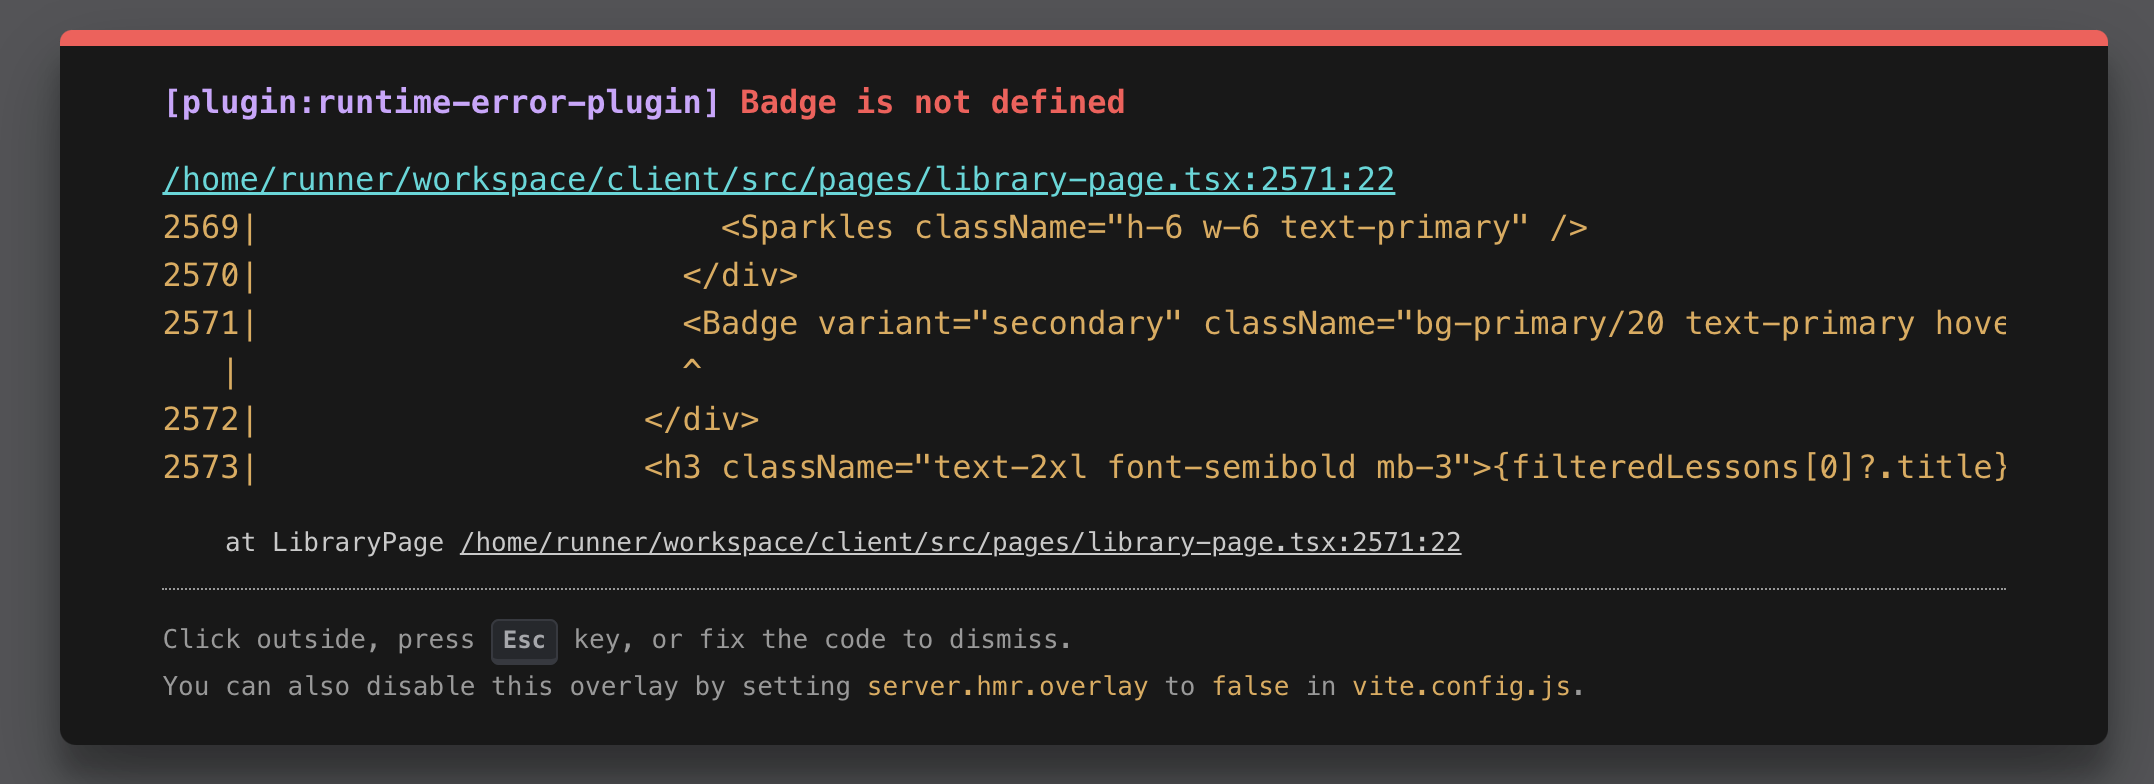 [plugin:runtime-error-plugin] Badge is not defined
/home/runner/workspace/client/src/pages/library-page.tsx:2571:22
2569|                        <Sparkles className="h-6 w-6 text-primary" />
2570|                      </div>
2571|                      <Badge variant="secondary" className="bg-primary/20 text-primary hove
   |                       ^
2572|                    </div>
2573|                    <h3 className="text-2xl font-semibold mb-3">{filteredLessons[0]?.title}
at LibraryPage /home/runner/workspace/client/src/pages/library-page.tsx:2571:22
Click outside, press Esc key, or fix the code to dismiss.
You can also disable this overlay by setting server.hmr.overlay to false in vite.config.js.